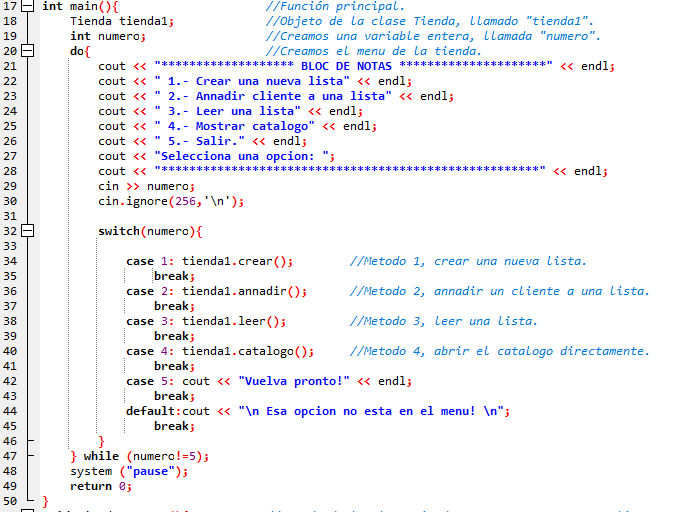 17 int main(){ //Función principal.
18 Tienda tienda1; //Objeto de la clase Tienda, llamado "tienda1".
19 int numero; //Creamos una variable entera, llamada "numero".
20 do{ //Creamos el menu de la tienda.
21 cout << "******************* BLOC DE NOTAS *********************" << endl;
22 cout << " 1.- Crear una nueva lista" << endl;
23 cout << " 2.- Annadir cliente a una lista" << endl;
24 cout << " 3.- Leer una lista" << endl;
25 cout << " 4.- Mostrar catalogo" << endl;
26 cout << " 5.- Salir." << endl;
27 cout << "Selecciona una opcion: ";
28 cout << "******************************************************" << endl;
29 cin >> numero;
30 cin.ignore(256,'\n');
31
32 switch(numero){
33
34 case 1: tienda1.crear(); //Metodo 1, crear una nueva lista.
35 break;
36 case 2: tienda1.annadir(); //Metodo 2, annadir un cliente a una lista.
37 break;
38 case 3: tienda1.leer(); //Metodo 3, leer una lista.
39 break;
40 case 4: tienda1.catalogo(); //Metodo 4, abrir el catalogo directamente.
41 break;
42 case 5: cout << "Vuelva pronto!" << endl;
43 break;
44 default:cout << "\n Esa opcion no esta en el menu! \n";
45 break;
46 }
47 } while (numero!=5);
48 system ("pause");
49 return 0;
50 }